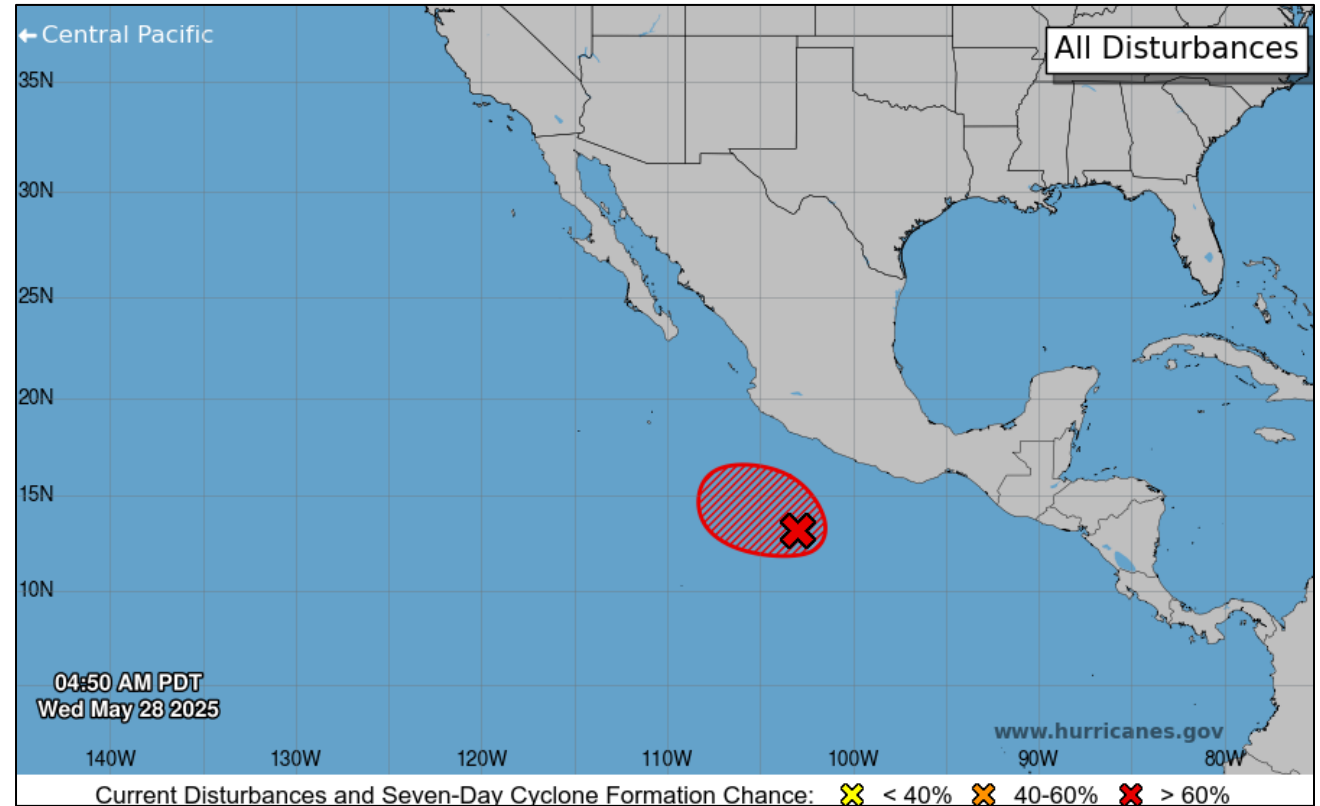 ← Central Pacific
All Disturbances
35N
30N
25N
20N
15N
10N
04:50 AM PDT
Wed May 28 2025
www.hurricanes.gov
140W 130W 120W 110W 100W 90W 80W
Current Disturbances and Seven-Day Cyclone Formation Chance: < 40% 40-60% > 60%